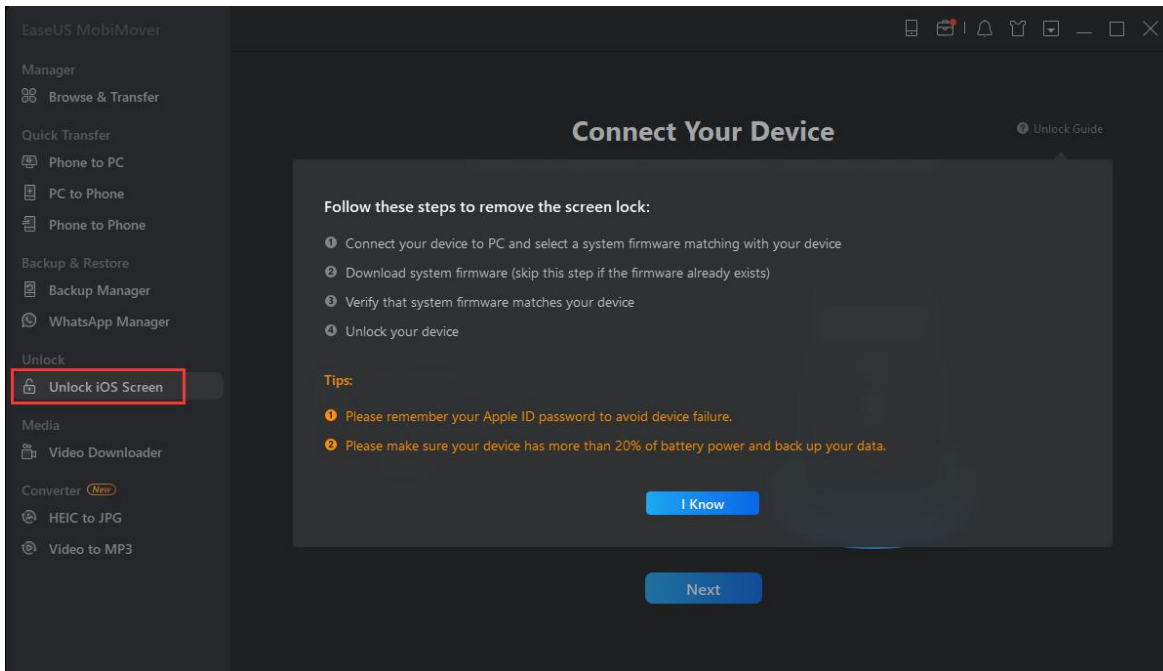 EaseUS MobiMover
Manager
Browse & Transfer
Quick Transfer
Phone to PC
PC to Phone
Phone to Phone
Backup & Restore
Backup Manager
WhatsApp Manager
Unlock
Unlock iOS Screen
Media
Video Downloader
Converter New
HEIC to JPG
Video to MP3
Connect Your Device
? Unlock Guide
Follow these steps to remove the screen lock:
1 Connect your device to PC and select a system firmware matching with your device
2 Download system firmware (skip this step if the firmware already exists)
3 Verify that system firmware matches your device
4 Unlock your device
Tips:
1 Please remember your Apple ID password to avoid device failure.
2 Please make sure your device has more than 20% of battery power and back up your data.
I Know
Next